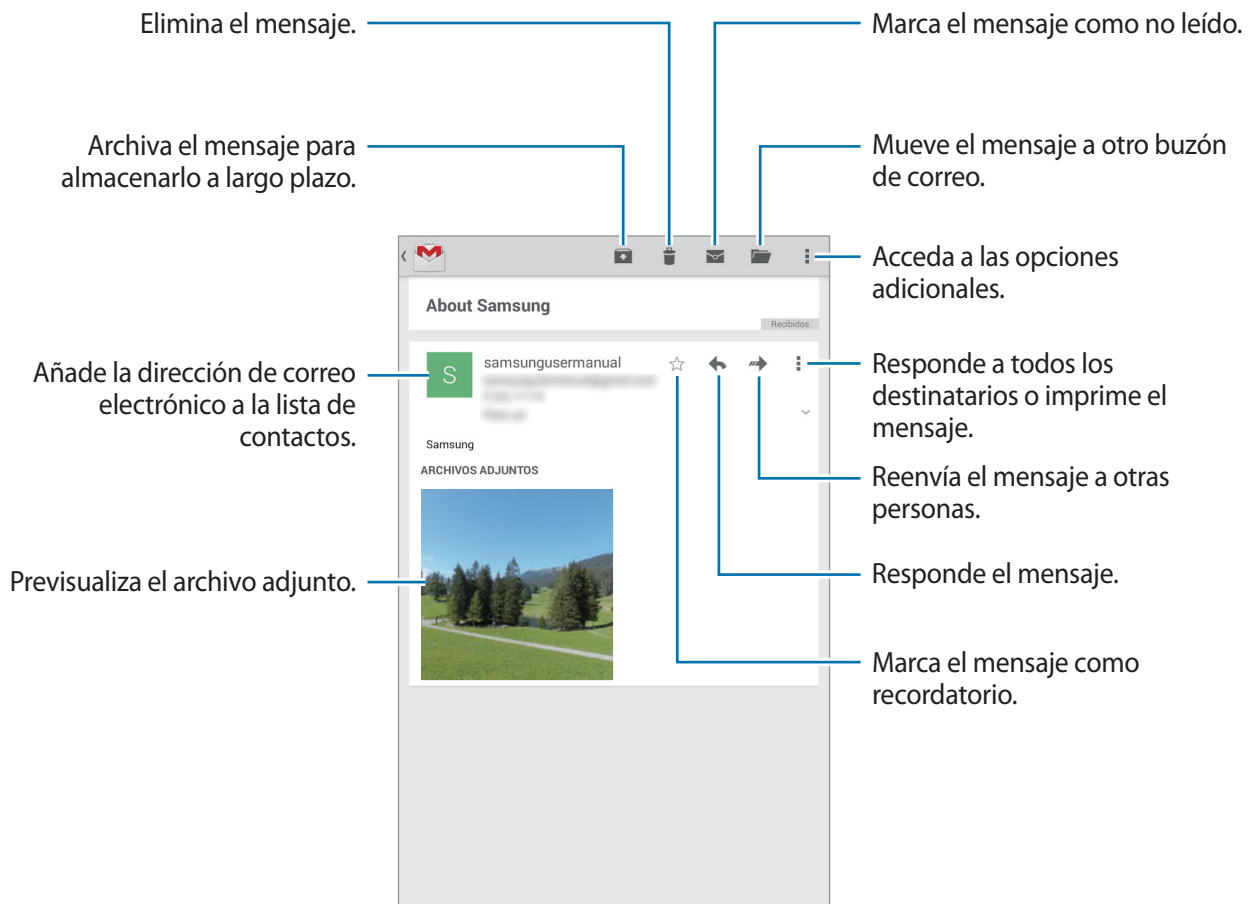 Elimina el mensaje.
Marca el mensaje como no leído.
Archiva el mensaje para
almacenarlo a largo plazo.
Mueve el mensaje a otro buzón
de correo.
Acceda a las opciones
adicionales.
About Samsung
Recibidos
Añade la dirección de correo
electrónico a la lista de
contactos.
S
samsungusermanual
Responde a todos los
destinatarios o imprime el
mensaje.
Samsung
ARCHIVOS ADJUNTOS
Reenvía el mensaje a otras
personas.
Previsualiza el archivo adjunto.
Responde el mensaje.
Marca el mensaje como
recordatorio.